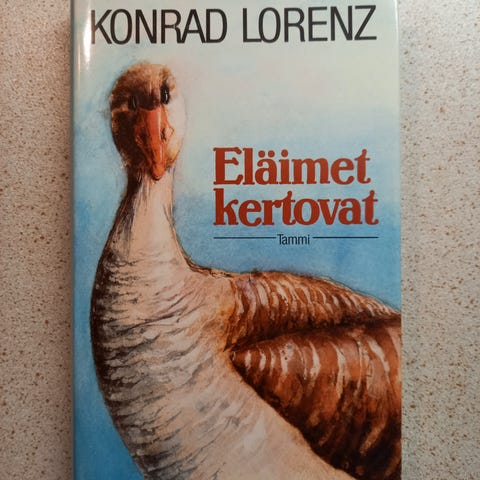 KONRAD LORENZ
Eläimet
kertovat
Tammi